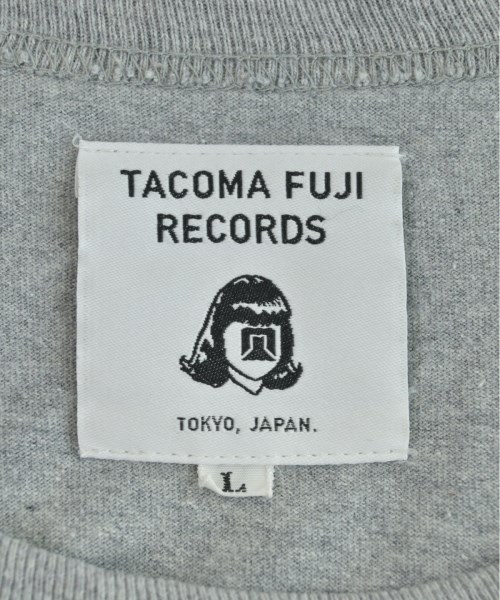 TACOMA FUJI
RECORDS
TOKYO, JAPAN.
L